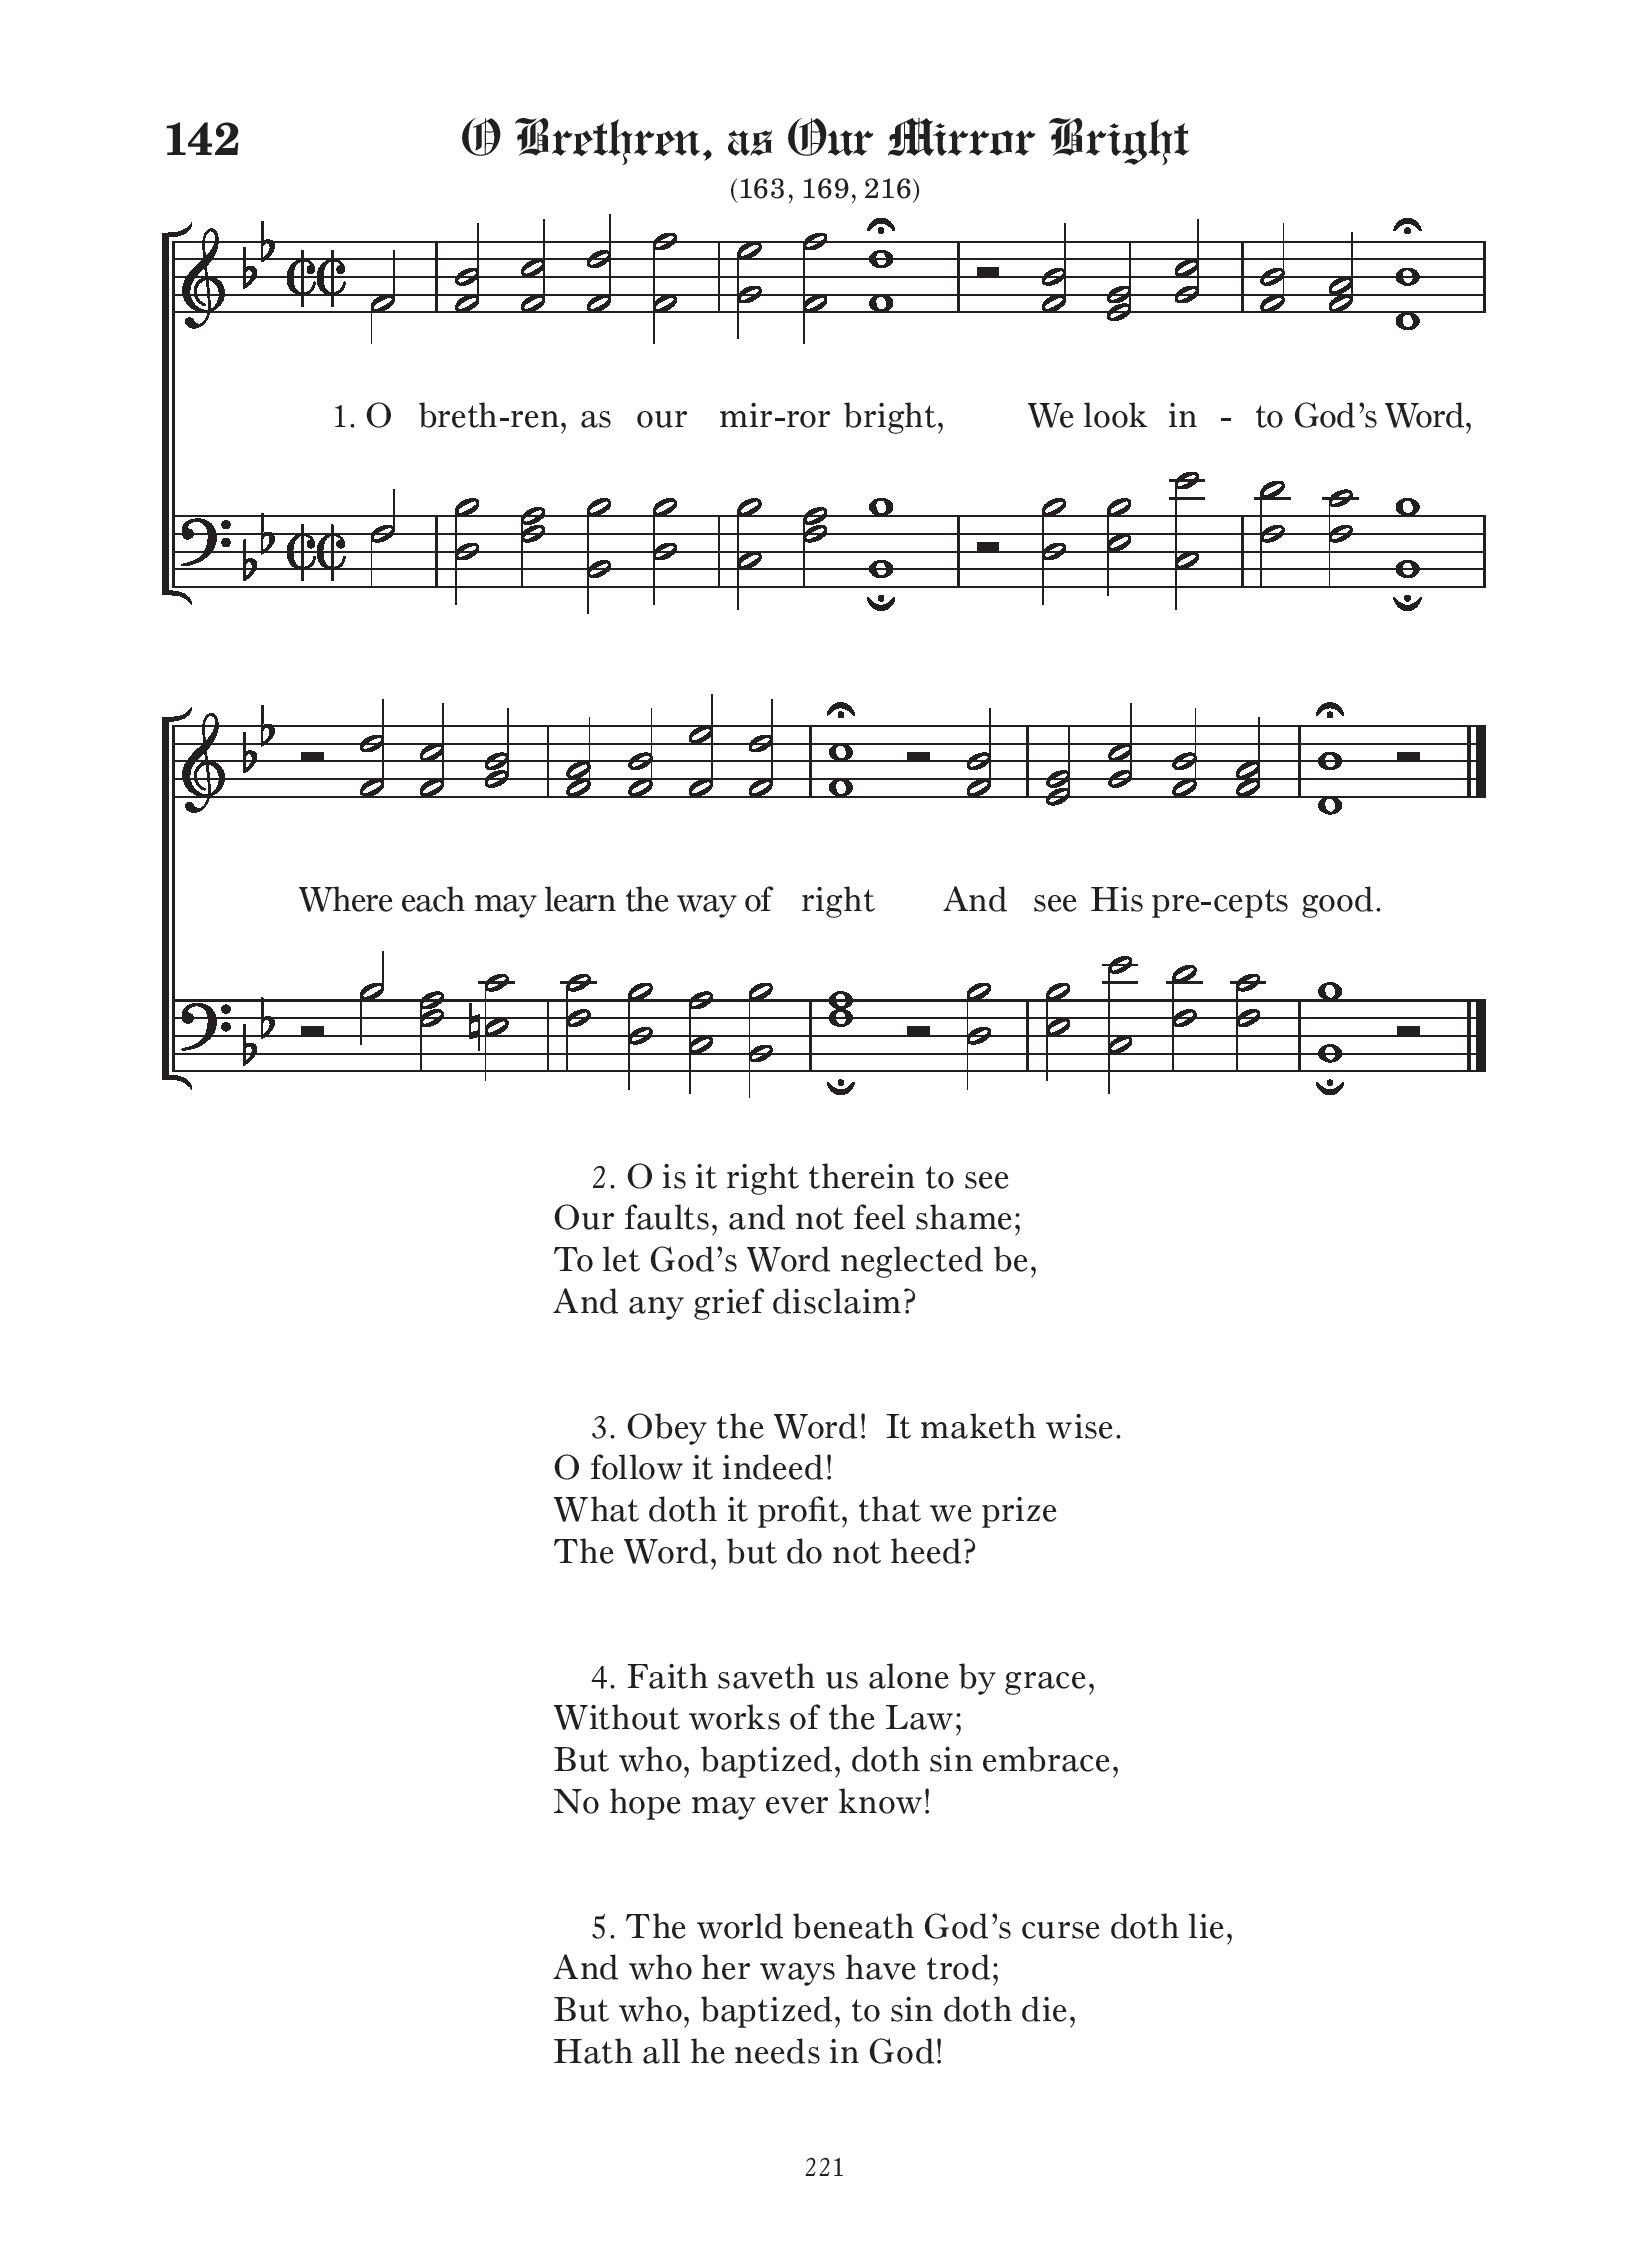 142 O Brethren, as Our Mirror Bright
(163, 169, 216)
1. O breth-ren, as our mir-ror bright, We look in - to God’s Word,
Where each may learn the way of right And see His pre-cepts good.
2. O is it right therein to see
Our faults, and not feel shame;
To let God’s Word neglected be,
And any grief disclaim?
3. Obey the Word! It maketh wise.
O follow it indeed!
What doth it profit, that we prize
The Word, but do not heed?
4. Faith saveth us alone by grace,
Without works of the Law;
But who, baptized, doth sin embrace,
No hope may ever know!
5. The world beneath God’s curse doth lie,
And who her ways have trod;
But who, baptized, to sin doth die,
Hath all he needs in God!
221